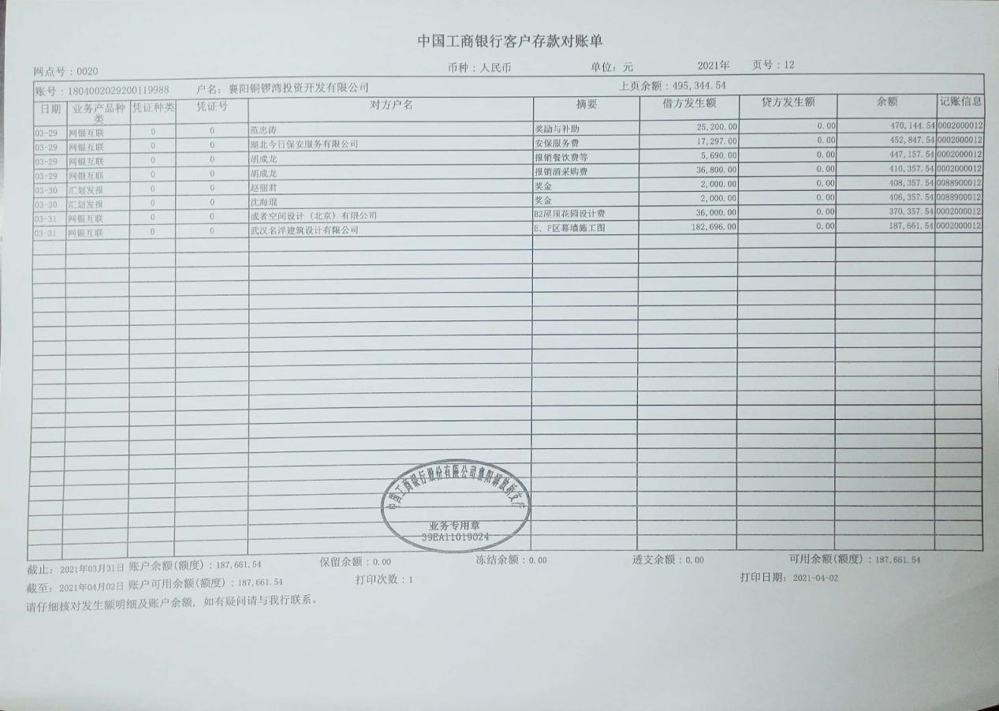 中国工商银行客户存款对账单
网点号：0020 币种：人民币 单位：元 2021年 页号：12
账号：1804002029200119988 户名：襄阳铜锣湾投资开发有限公司 上页余额：495,344.54
日期 业务产品种类 凭证种类 凭证号 对方户名 摘要 借方发生额 贷方发生额 余额 记账信息
03-29 网银互联 0 0 范忠涛 奖励与补助 25,200.00 0.00 470,144.54 0002000012
03-29 网银互联 0 0 湖北今日保安服务有限公司 安保服务费 17,297.00 0.00 452,847.54 0002000012
03-29 网银互联 0 0 胡成龙 报销餐饮费等 5,690.00 0.00 447,157.54 0002000012
03-29 网银互联 0 0 胡成龙 报销酒采购费 36,800.00 0.00 410,357.54 0002000012
03-30 汇划发报 0 0 赵丽君 奖金 2,000.00 0.00 408,357.54 0088900012
03-30 汇划发报 0 0 沈海琨 奖金 2,000.00 0.00 406,357.54 0088900012
03-31 网银互联 0 0 或者空间设计（北京）有限公司 B2屋顶花园设计费 36,000.00 0.00 370,357.54 0002000012
03-31 网银互联 0 0 武汉名洋建筑设计有限公司 E、F区幕墙施工图 182,696.00 0.00 187,661.54 0002000012
中国工商银行股份有限公司襄阳解放桥支行
业务专用章
39EA11019024
截止：2021年03月31日 账户余额(额度)：187,661.54 保留余额：0.00 冻结余额：0.00 透支余额：0.00 可用余额(额度)：187,661.54
截至：2021年04月02日 账户可用余额(额度)：187,661.54 打印次数：1 打印日期：2021-04-02
请仔细核对发生额明细及账户余额，如有疑问请与我行联系。